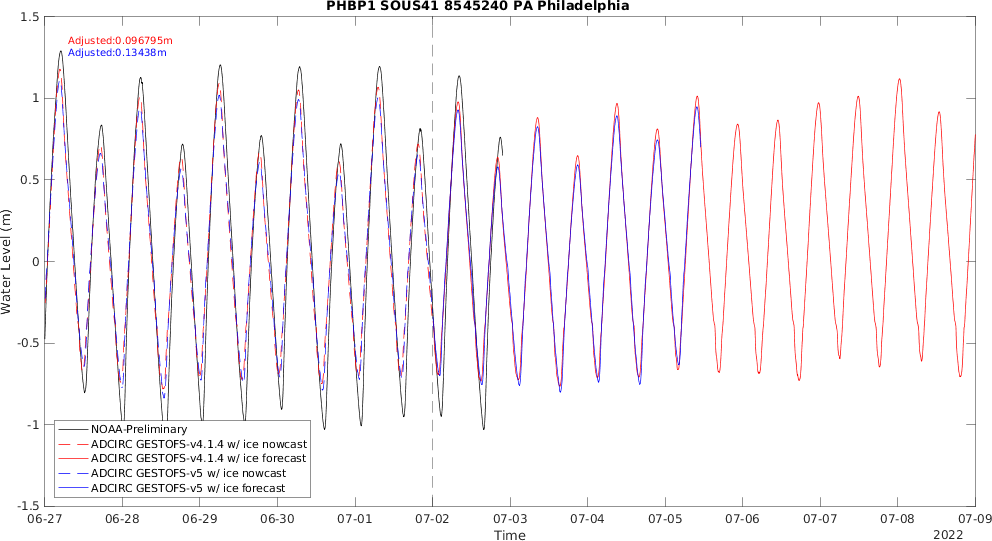 PHBP1 SOUS41 8545240 PA Philadelphia
1.5
Adjusted:0.096795m
Adjusted:0.13438m
1
0.5
0
-0.5
-1
-1.5
Water Level (m)
NOAA-Preliminary
ADCIRC GESTOFS-v4.1.4 w/ ice nowcast
ADCIRC GESTOFS-v4.1.4 w/ ice forecast
ADCIRC GESTOFS-v5 w/ ice nowcast
ADCIRC GESTOFS-v5 w/ ice forecast
06-27 06-28 06-29 06-30 07-01 07-02 07-03 07-04 07-05 07-06 07-07 07-08 07-09
Time
2022